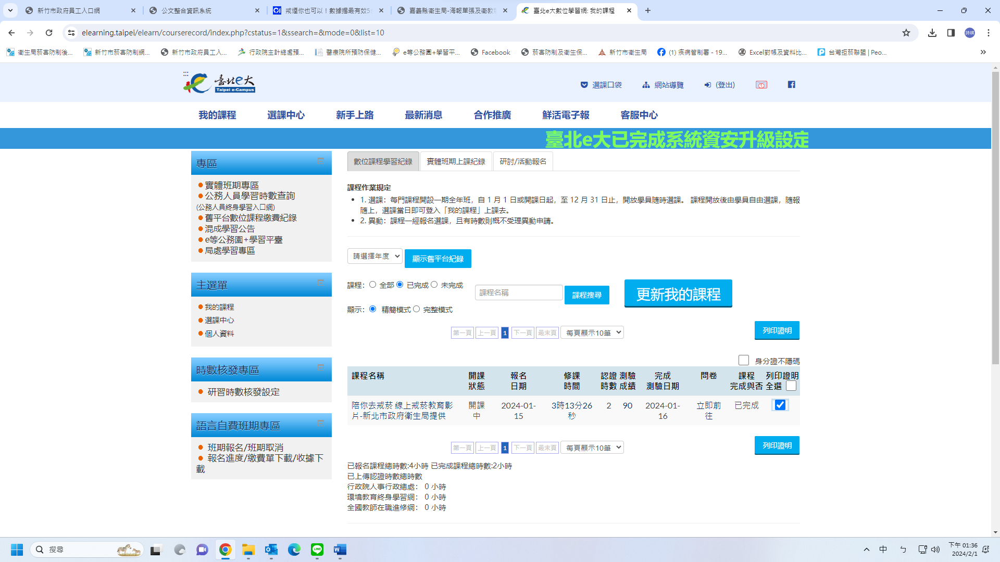 新竹市政府員工入口網
公文整合資訊系統
戒煙你也可以！數據揭最有效5
嘉義縣衛生局-海報單張及衛教
臺北e大數位學習網: 我的課程
elearning.taipei/elearn/courserecord/index.php?cstatus=1&ssearch=&mode=0&list=10
詩祺
衛生局菸害防制後...
新竹市菸害防制網...
新竹市政府員工入...
行政院主計總處預...
醫療院所預防保健...
e等公務園+學習平...
Facebook
菸害防制及衛生保...
新竹市衛生局
(1) 疾病管制署 - 19...
Excel對帳及資料比...
台灣拒菸聯盟 | Peo...
:::
臺北e大
Taipei e-Campus
選課口袋
網站導覽
(登出)
我的課程
選課中心
新手上路
最新消息
合作推廣
鮮活電子報
客服中心
臺北e大已完成系統資安升級設定
專區
實體班期專區
公務人員學習時數查詢
(公務人員終身學習入口網)
舊平台數位課程繳費紀錄
混成學習公告
e等公務園+學習平臺
局處學習專區
主選單
我的課程
選課中心
個人資料
時數核發專區
研習時數核發設定
語言自費班期專區
班期報名/班期取消
報名進度/繳費單下載/收據下
載
數位課程學習紀錄
實體班期上課紀錄
研討/活動報名
課程作業規定
1. 選課：每門課程開設一期全年班，自 1 月 1 日或開課日起，至 12 月 31 日止，開放學員隨時選課。 課程開放後由學員自由選課，隨報
隨上，選課當日即可登入「我的課程」上課去。
2. 異動：課程一經報名選課，且有時數則概不受理異動申請。
請選擇年度
顯示舊平台紀錄
課程： 全部 已完成 未完成
課程名稱
課程搜尋
更新我的課程
顯示： 精簡模式 完整模式
第一頁 上一頁 1 下一頁 最末頁 每頁顯示10筆
列印證明
身分證不隱碼
課程名稱 開課 報名 修課 認證 測驗 完成 問卷 課程 列印證明
狀態 日期 時間 時數 成績 測驗日期 完成與否 全選
陪你去戒菸 線上戒菸教育影 開課 2024-01- 3時13分26 2 90 2024-01- 立即前 已完成
片-新北市政府衛生局提供 中 15 秒 16 往
第一頁 上一頁 1 下一頁 最末頁 每頁顯示10筆
列印證明
已報名課程總時數:4小時 已完成課程總時數:2小時
已上傳認證時數總時數
行政院人事行政總處： 0 小時
環境教育終身學習網： 0 小時
全國教師在職進修網： 0 小時
搜尋
中
ㄅ
下午 01:36
2024/2/1